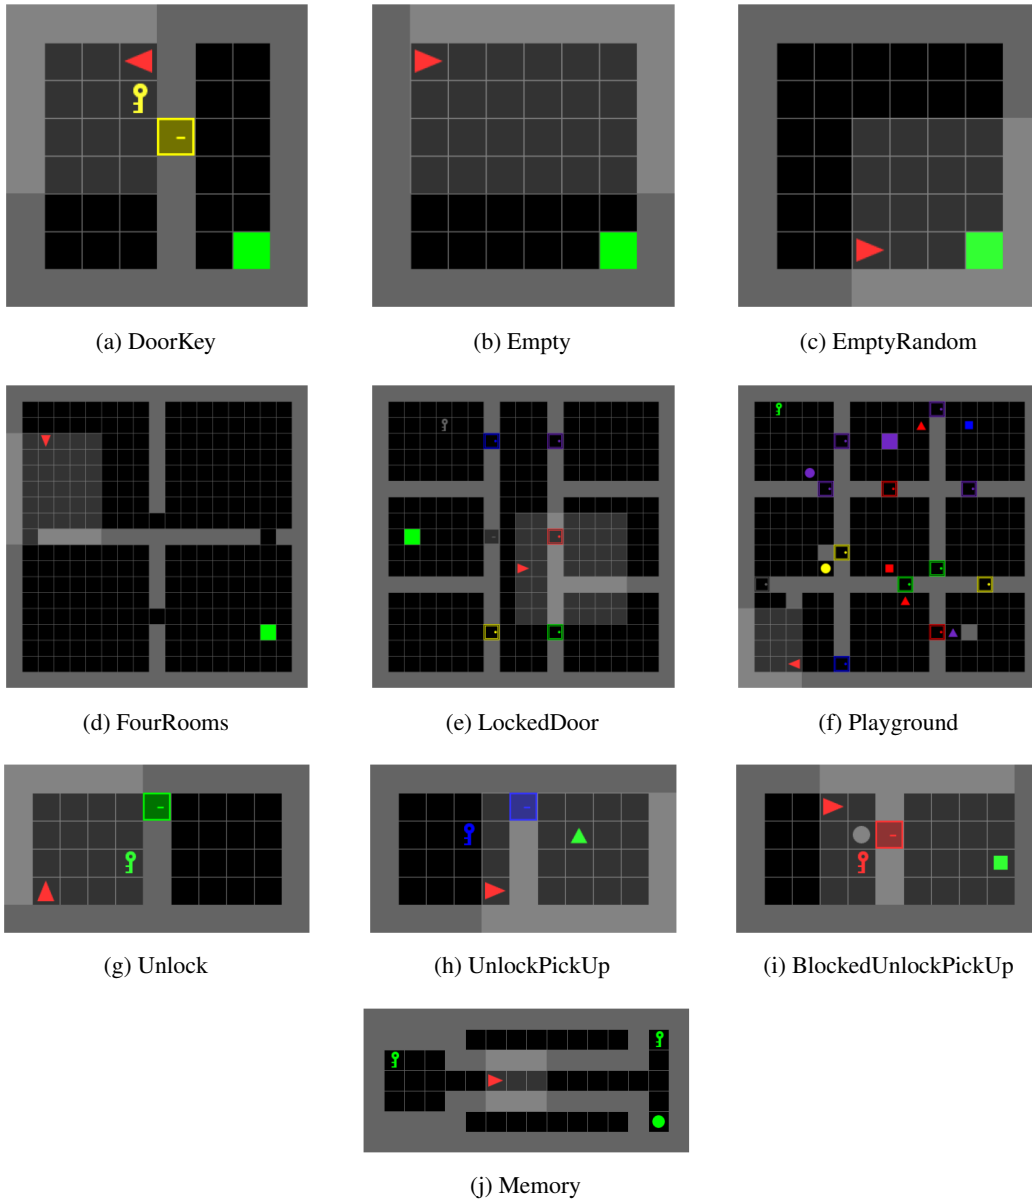 (a) DoorKey
(b) Empty
(c) EmptyRandom
(d) FourRooms
(e) LockedDoor
(f) Playground
(g) Unlock
(h) UnlockPickUp
(i) BlockedUnlockPickUp
(j) Memory